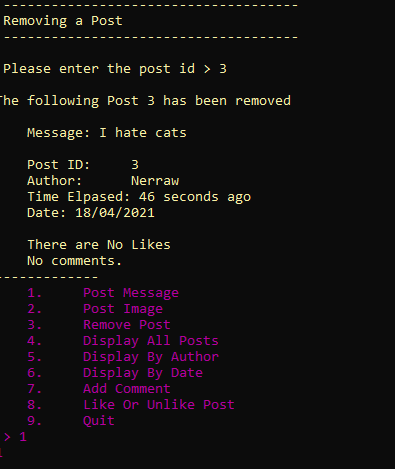 -------------------------------------
Removing a Post
-------------------------------------
Please enter the post id > 3
The following Post 3 has been removed
Message: I hate cats
Post ID: 3
Author: Nerraw
Time Elpased: 46 seconds ago
Date: 18/04/2021
There are No Likes
No comments.
-------------
1. Post Message
2. Post Image
3. Remove Post
4. Display All Posts
5. Display By Author
6. Display By Date
7. Add Comment
8. Like Or Unlike Post
9. Quit
> 1